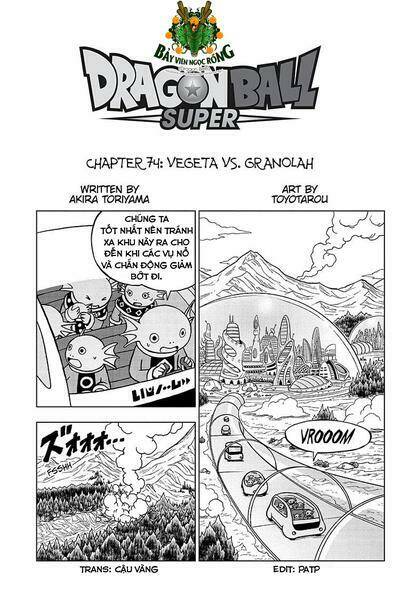 BẢY VIÊN NGỌC RỒNG
DRAGON BALL
SUPER
CHAPTER 74: VEGETA VS. GRANOLAH
WRITTEN BY
AKIRA TORIYAMA
ART BY
TOYOTAROU
CHÚNG TA
TỐT NHẤT NÊN TRÁNH
XA KHU NÀY RA CHO
ĐẾN KHI CÁC VỤ NỔ
VÀ CHẤN ĐỘNG GIẢM
BỚT ĐI.
VROOOM
ズオオオ...
FSSHH
TRANS: CẬU VÀNG
EDIT: PATP